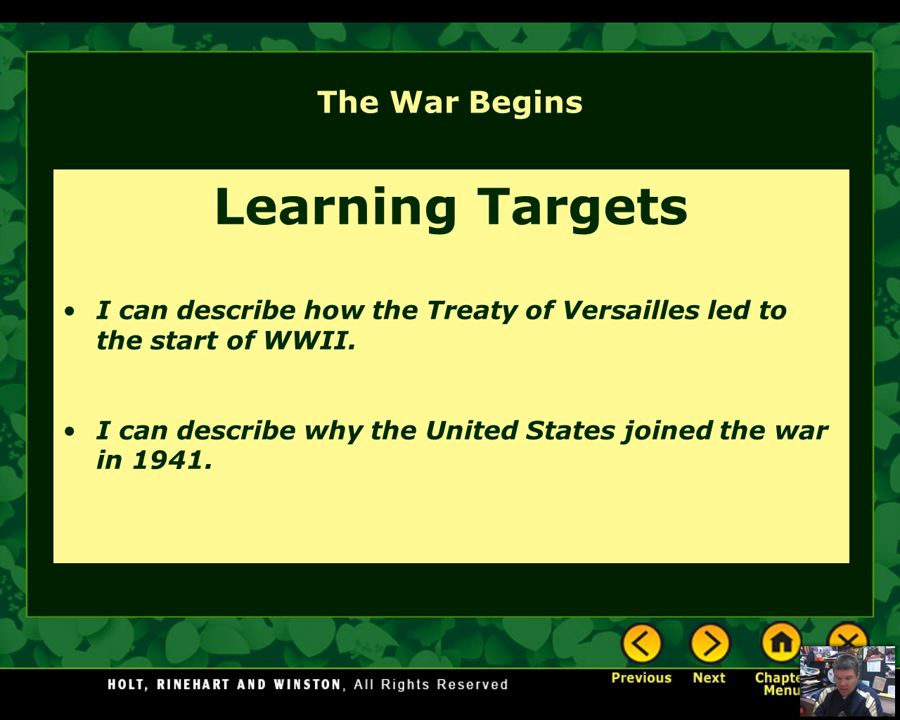 The War Begins
Learning Targets
• I can describe how the Treaty of Versailles led to
the start of WWII.
• I can describe why the United States joined the war
in 1941.
Previous
Next
Chapte
Menu
HOLT, RINEHART AND WINSTON, All Rights Reserved